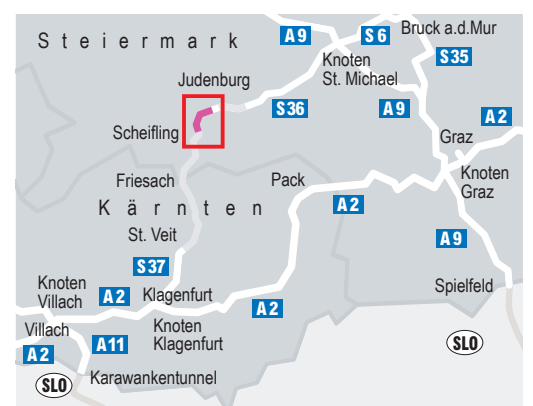 Steiermark
A9
S6
Bruck a.d.Mur
S35
Knoten
St. Michael
Judenburg
S36
A9
A2
Scheifling
Graz
Friesach
Pack
Knoten
Graz
Kärnten
A2
St. Veit
A9
S37
Knoten
Villach
A2
Klagenfurt
A2
Spielfeld
Villach
Knoten
Klagenfurt
A2
A11
SLO
SLO
Karawankentunnel